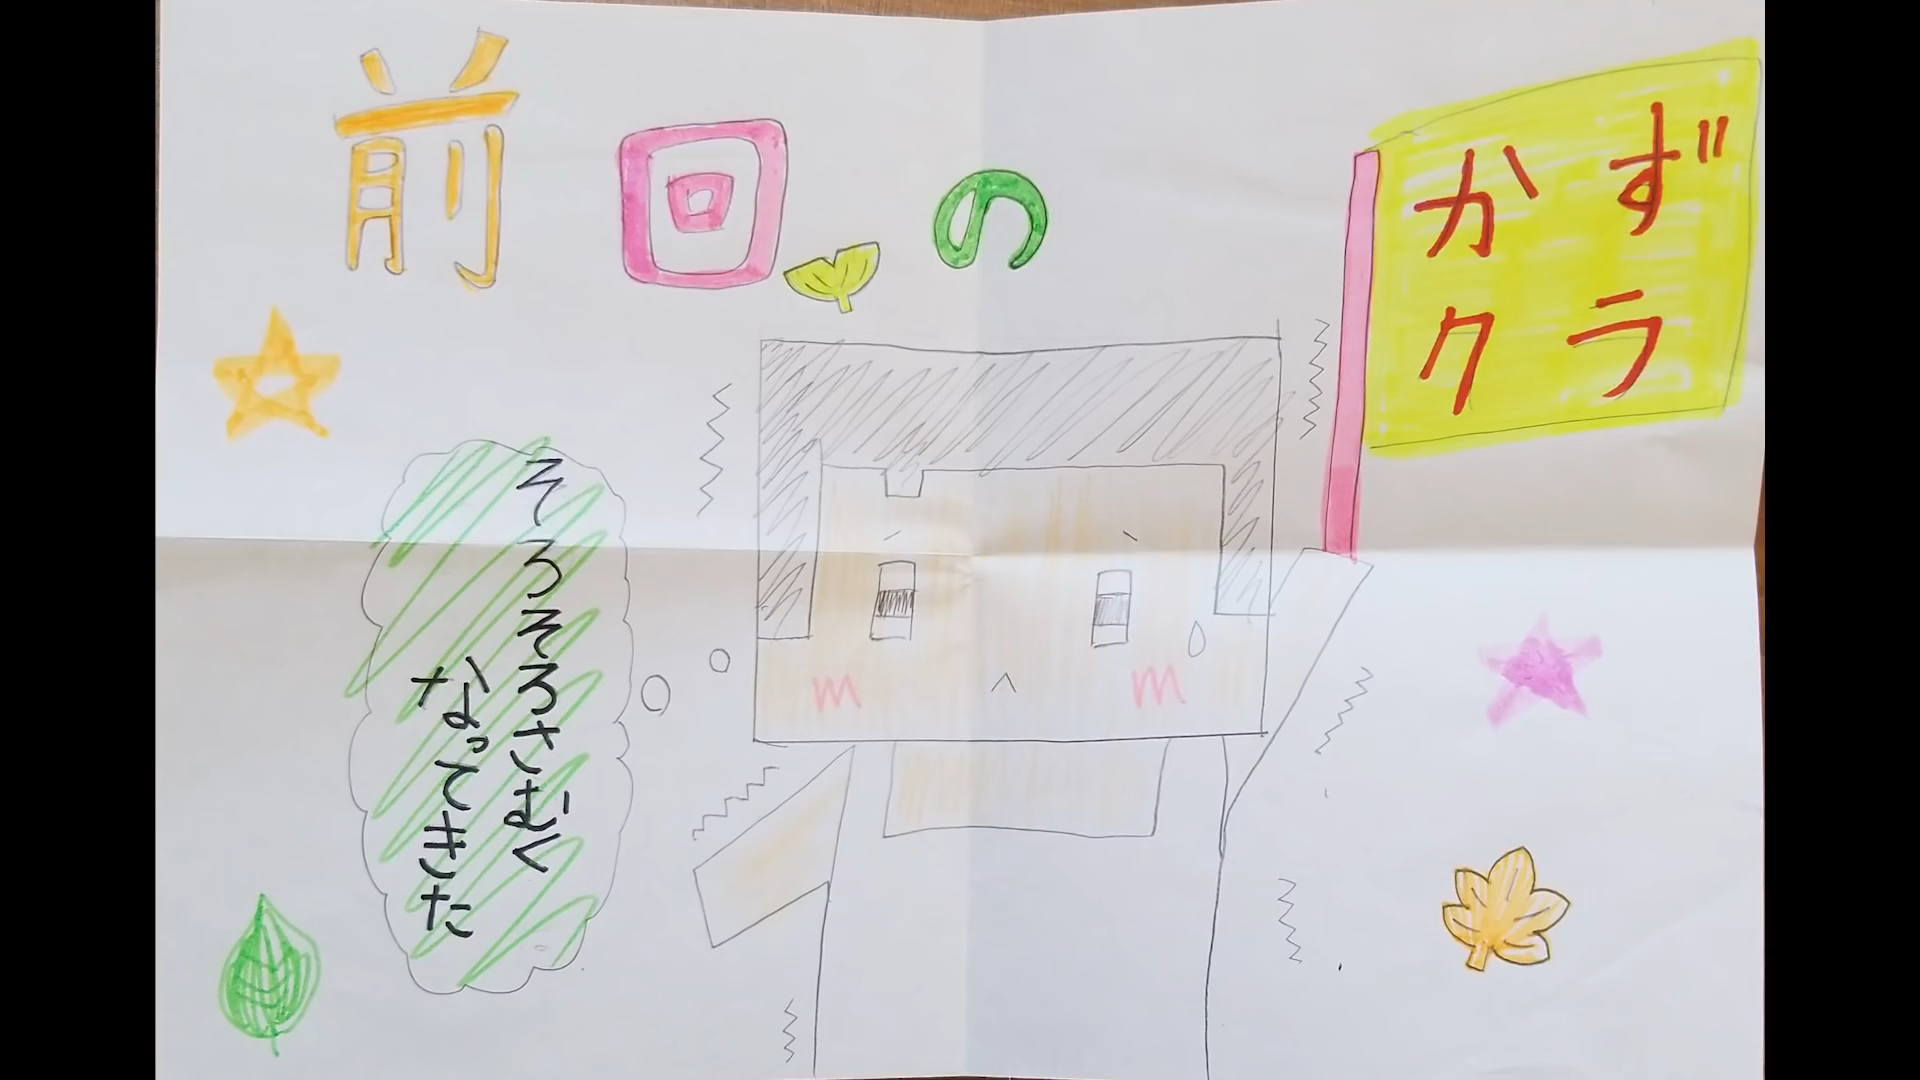 前回の
かず
クラ
そろそろさむく
なってきた